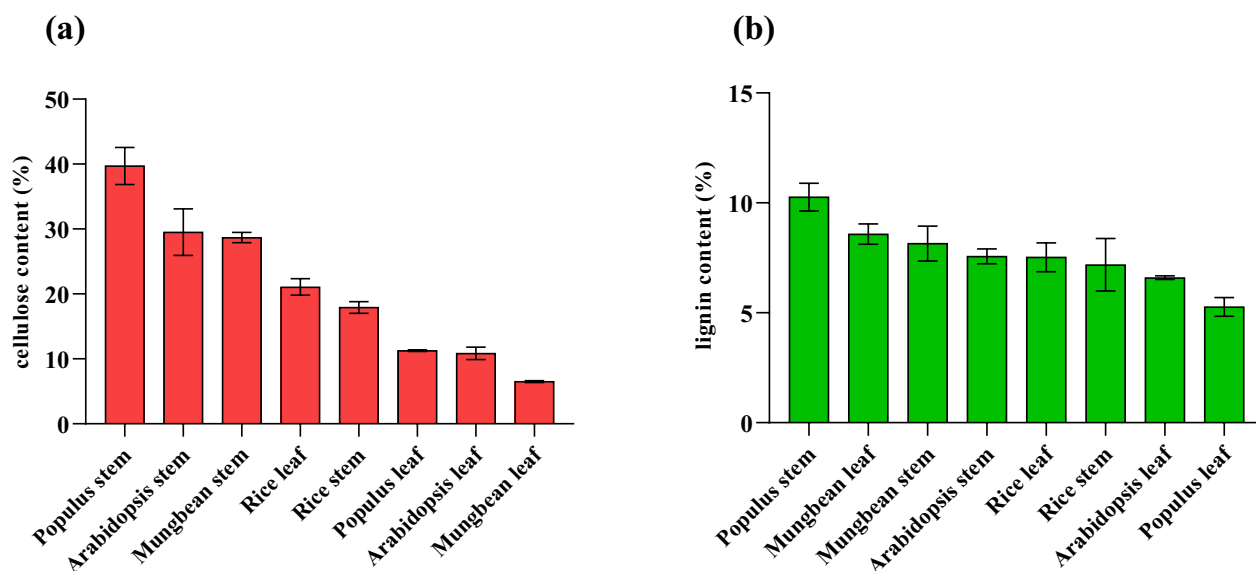 (a)
cellulose content (%)
50
40
30
20
10
0
Populus stem
Arabidopsis stem
Mungbean stem
Rice leaf
Rice stem
Populus leaf
Arabidopsis leaf
Mungbean leaf
(b)
lignin content (%)
15
10
5
0
Populus stem
Mungbean leaf
Mungbean stem
Arabidopsis stem
Rice leaf
Rice stem
Arabidopsis leaf
Populus leaf